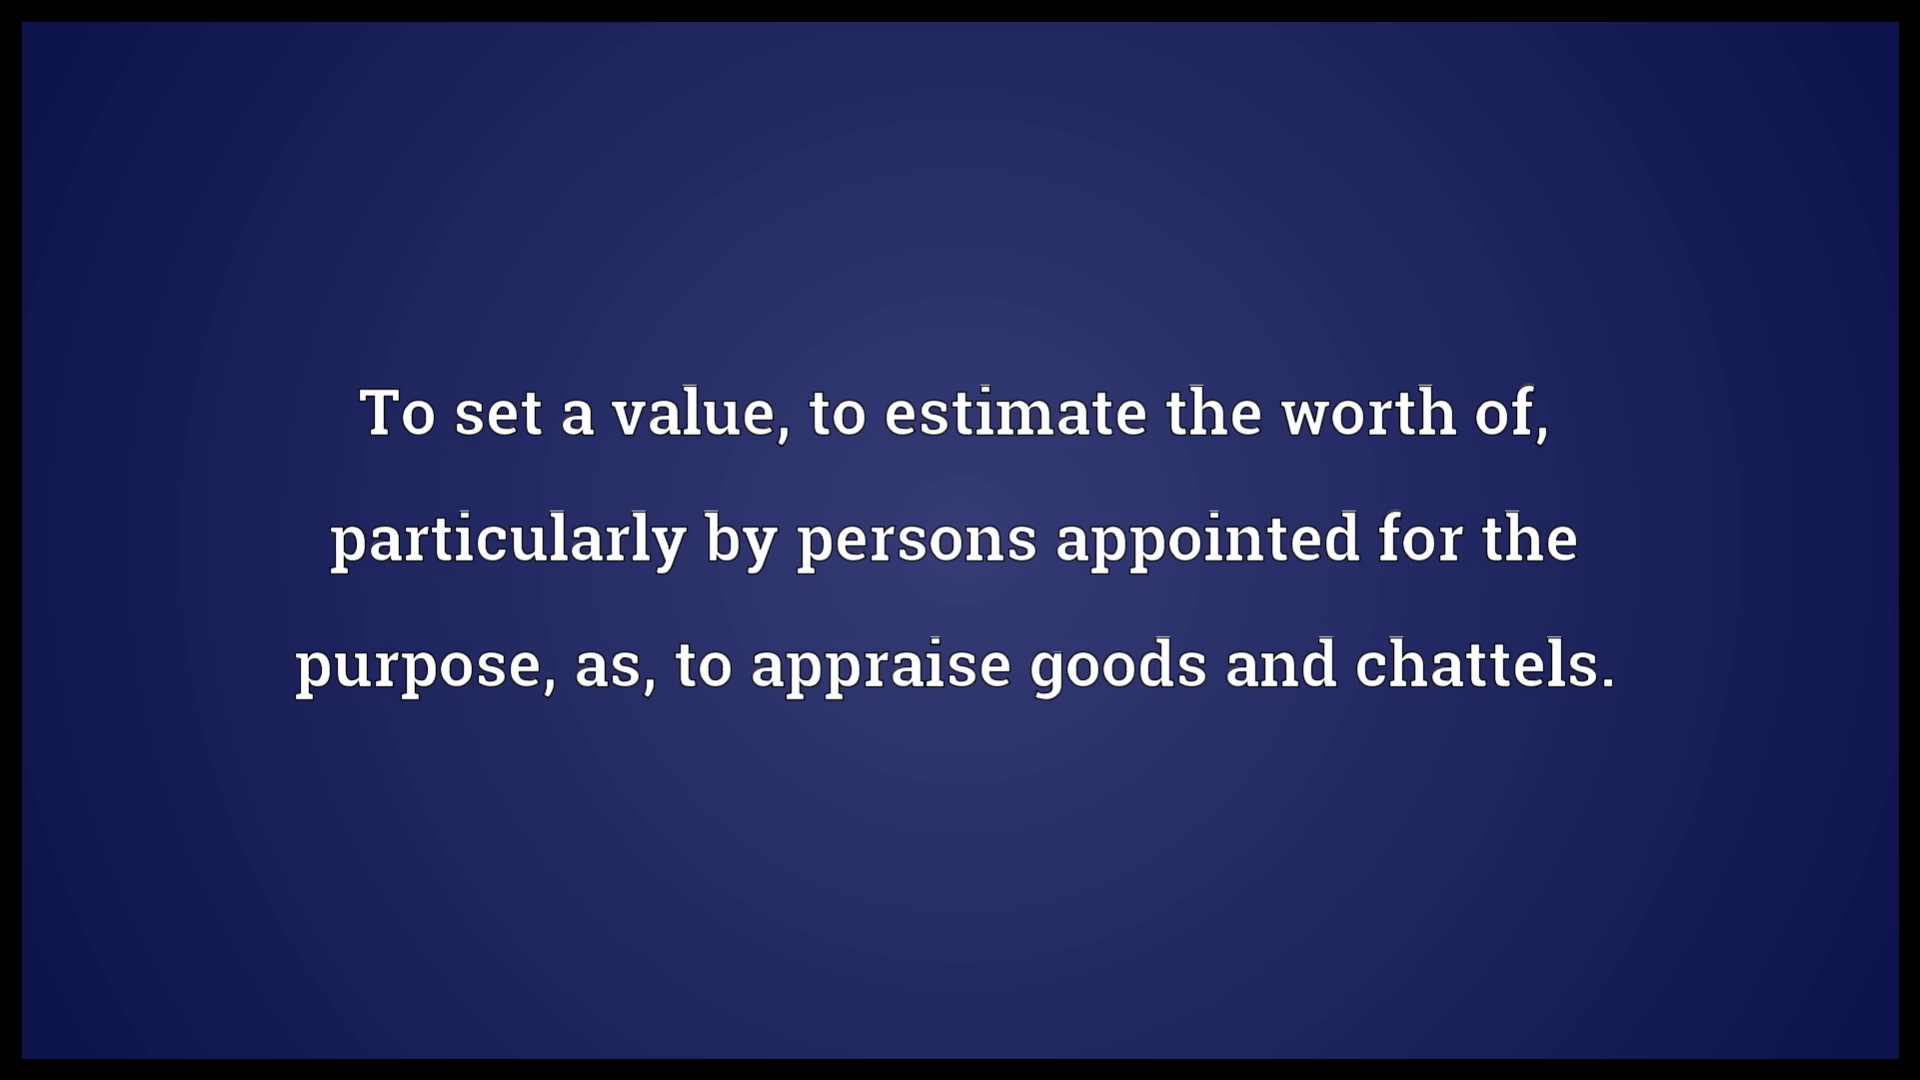 To set a value, to estimate the worth of,
particularly by persons appointed for the
purpose, as, to appraise goods and chattels.